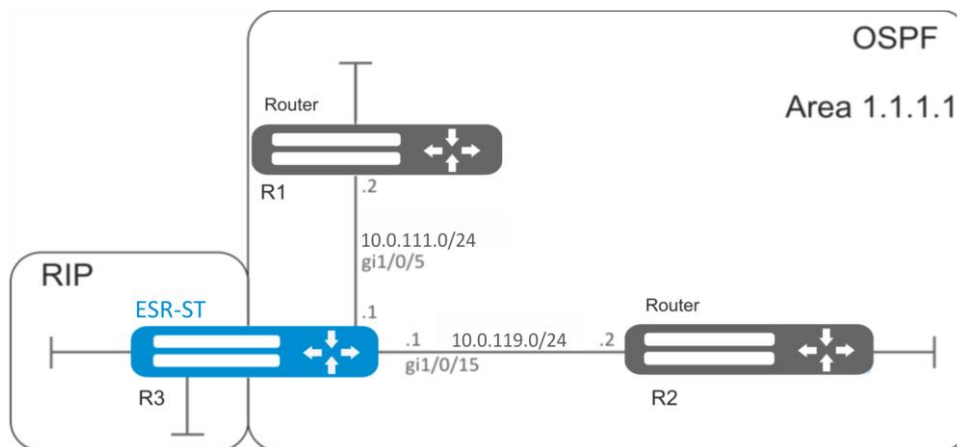 OSPF
Area 1.1.1.1
Router
R1
.2
10.0.111.0/24
gi1/0/5
.1
RIP
ESR-ST
R3
.1
10.0.119.0/24
.2
gi1/0/15
Router
R2